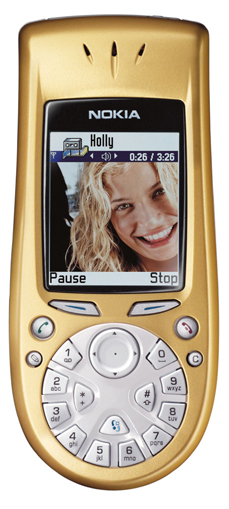 NOKIA
Holly
0:26 / 3:26
Pause Stop
1 oo
0
2 abc
9 wxyz
* +
#
3 def
8 tuv
4 ghi
7 pqrs
5 jkl
6 mno
C